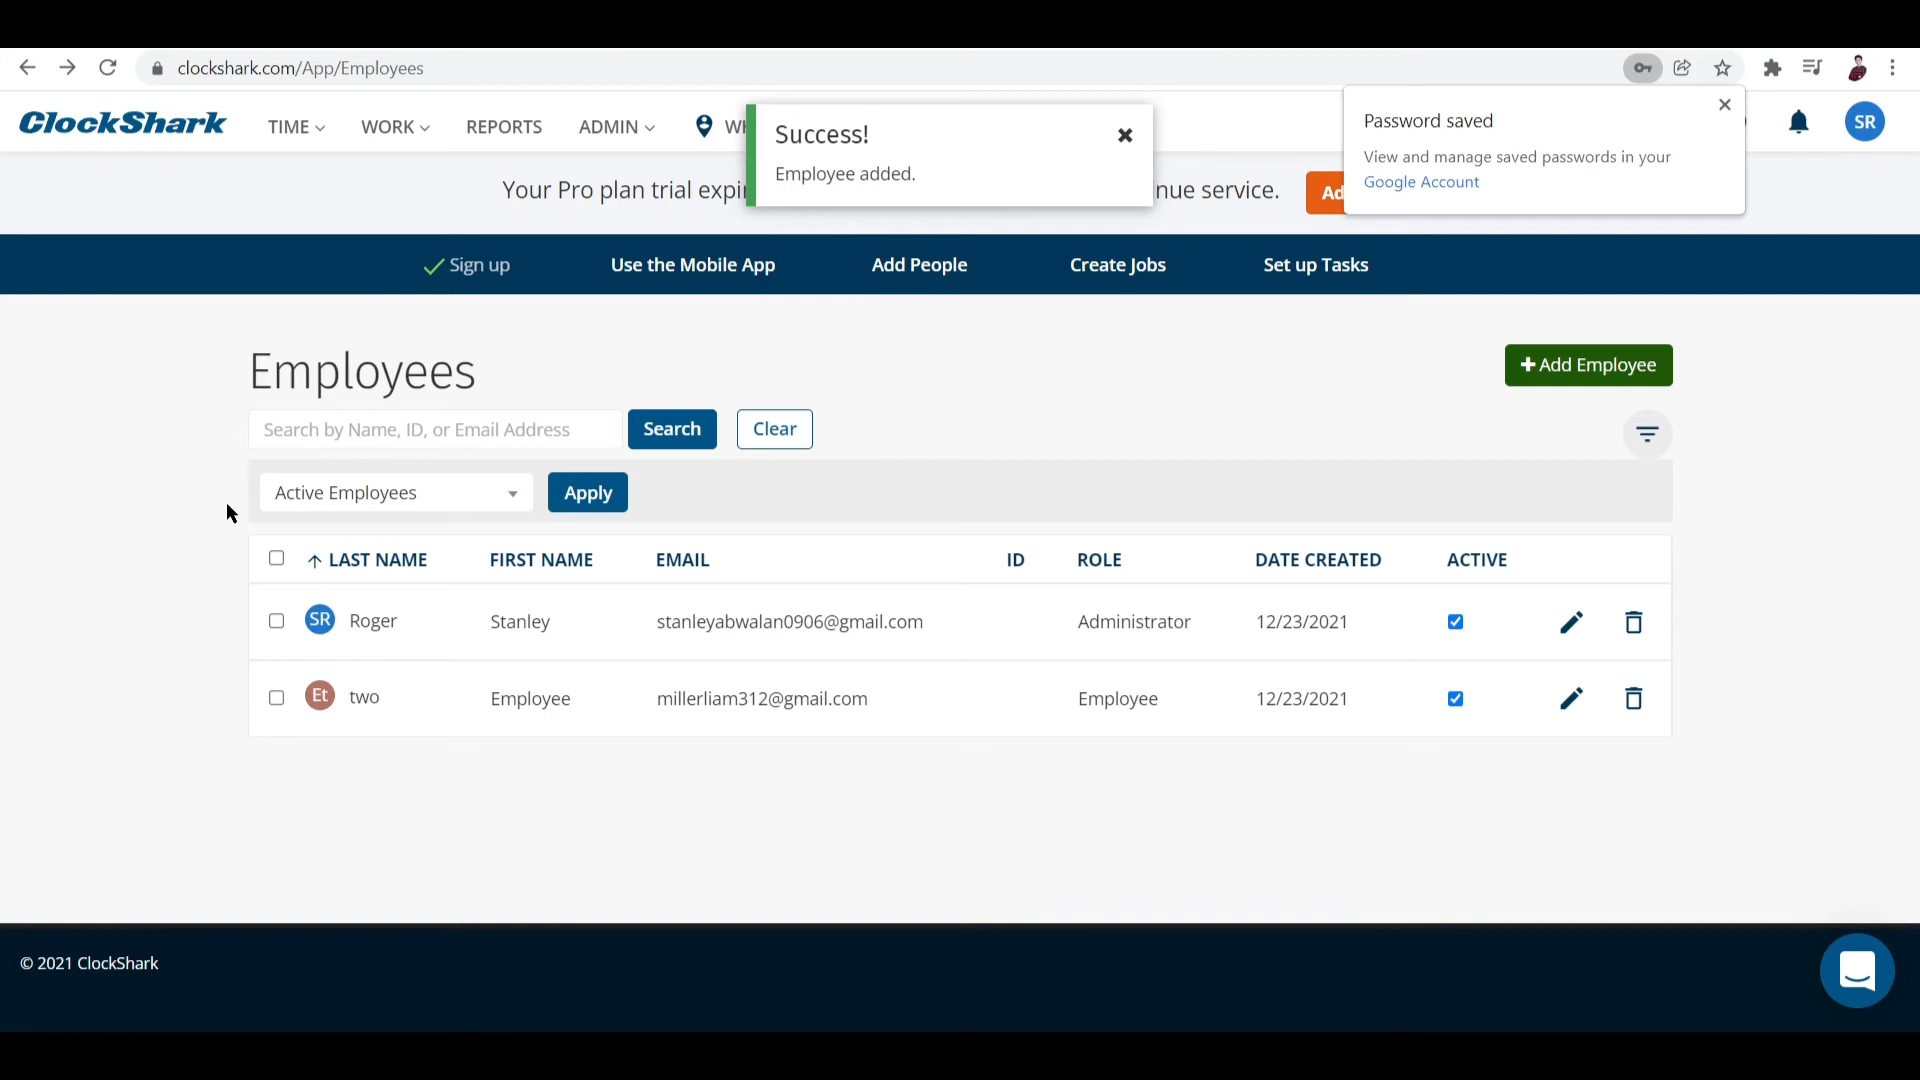 clockshark.com/App/Employees
ClockShark TIME WORK REPORTS ADMIN
SR
Success!
Employee added.
Password saved
View and manage saved passwords in your
Google Account
Your Pro plan trial nue service.
Sign up Use the Mobile App Add People Create Jobs Set up Tasks
Employees
+ Add Employee
Search by Name, ID, or Email Address Search Clear
Active Employees Apply
LAST NAME FIRST NAME EMAIL ID ROLE DATE CREATED ACTIVE
SR Roger Stanley stanleyabwalan0906@gmail.com Administrator 12/23/2021
Et two Employee millerliam312@gmail.com Employee 12/23/2021
© 2021 ClockShark